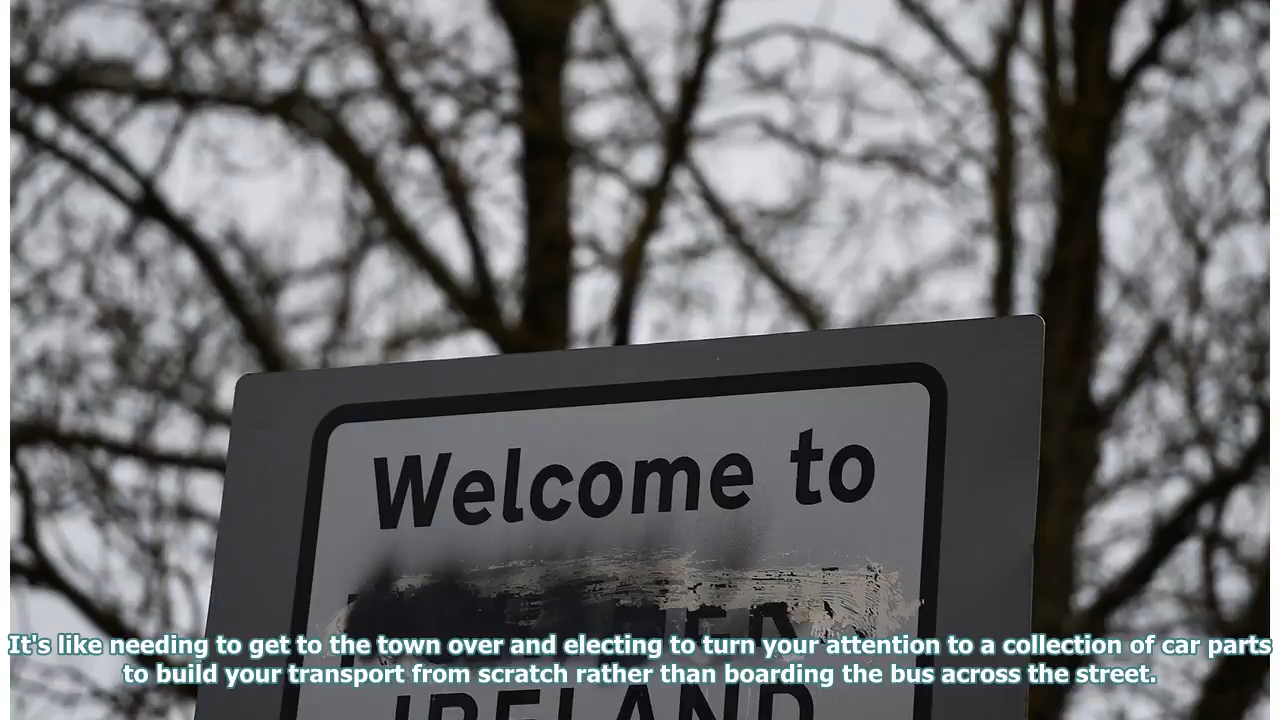 Welcome to
IRELAND
It's like needing to get to the town over and electing to turn your attention to a collection of car parts
to build your transport from scratch rather than boarding the bus across the street.